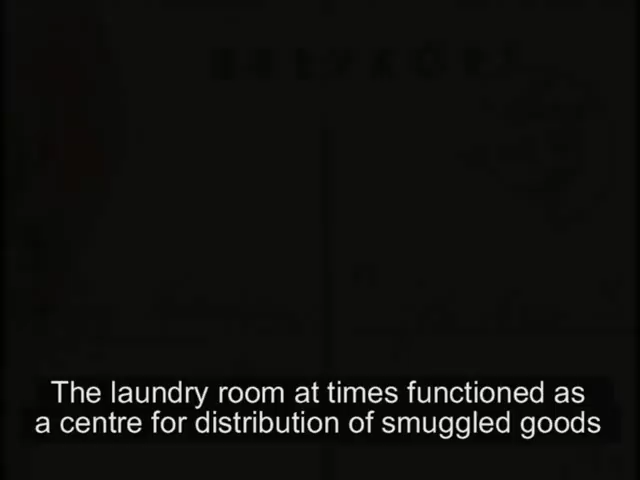 The laundry room at times functioned as
a centre for distribution of smuggled goods